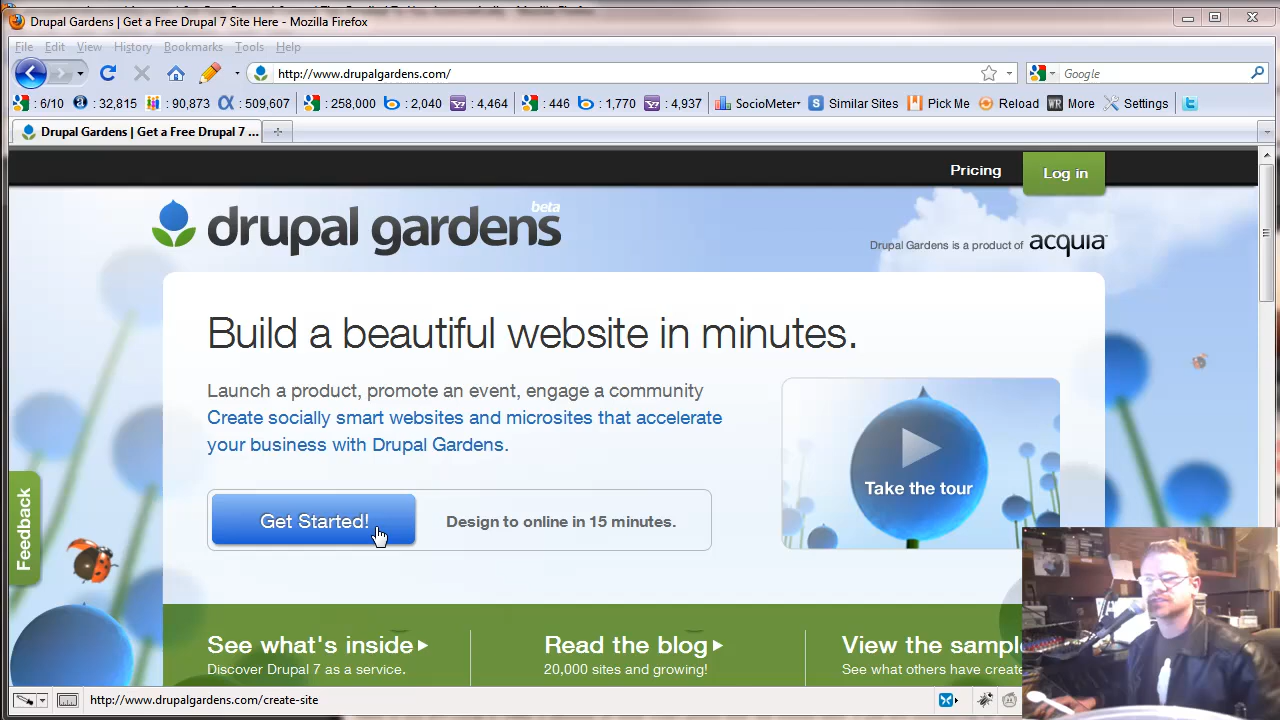 Drupal Gardens | Get a Free Drupal 7 Site Here - Mozilla Firefox
File Edit View History Bookmarks Tools Help
http://www.drupalgardens.com/
Google
: 6/10 : 32,815 : 90,873 : 509,607 : 258,000 : 2,040 : 4,464 : 446 : 1,770 : 4,937 SocioMeter Similar Sites Pick Me Reload More Settings
Drupal Gardens | Get a Free Drupal 7 ...
Pricing
Log in
drupal gardens
beta
Drupal Gardens is a product of acquia
Build a beautiful website in minutes.
Launch a product, promote an event, engage a community
Create socially smart websites and microsites that accelerate
your business with Drupal Gardens.
Take the tour
Get Started!
Design to online in 15 minutes.
Feedback
See what's inside
Discover Drupal 7 as a service.
Read the blog
20,000 sites and growing!
View the sampl
See what others have create
http://www.drupalgardens.com/create-site